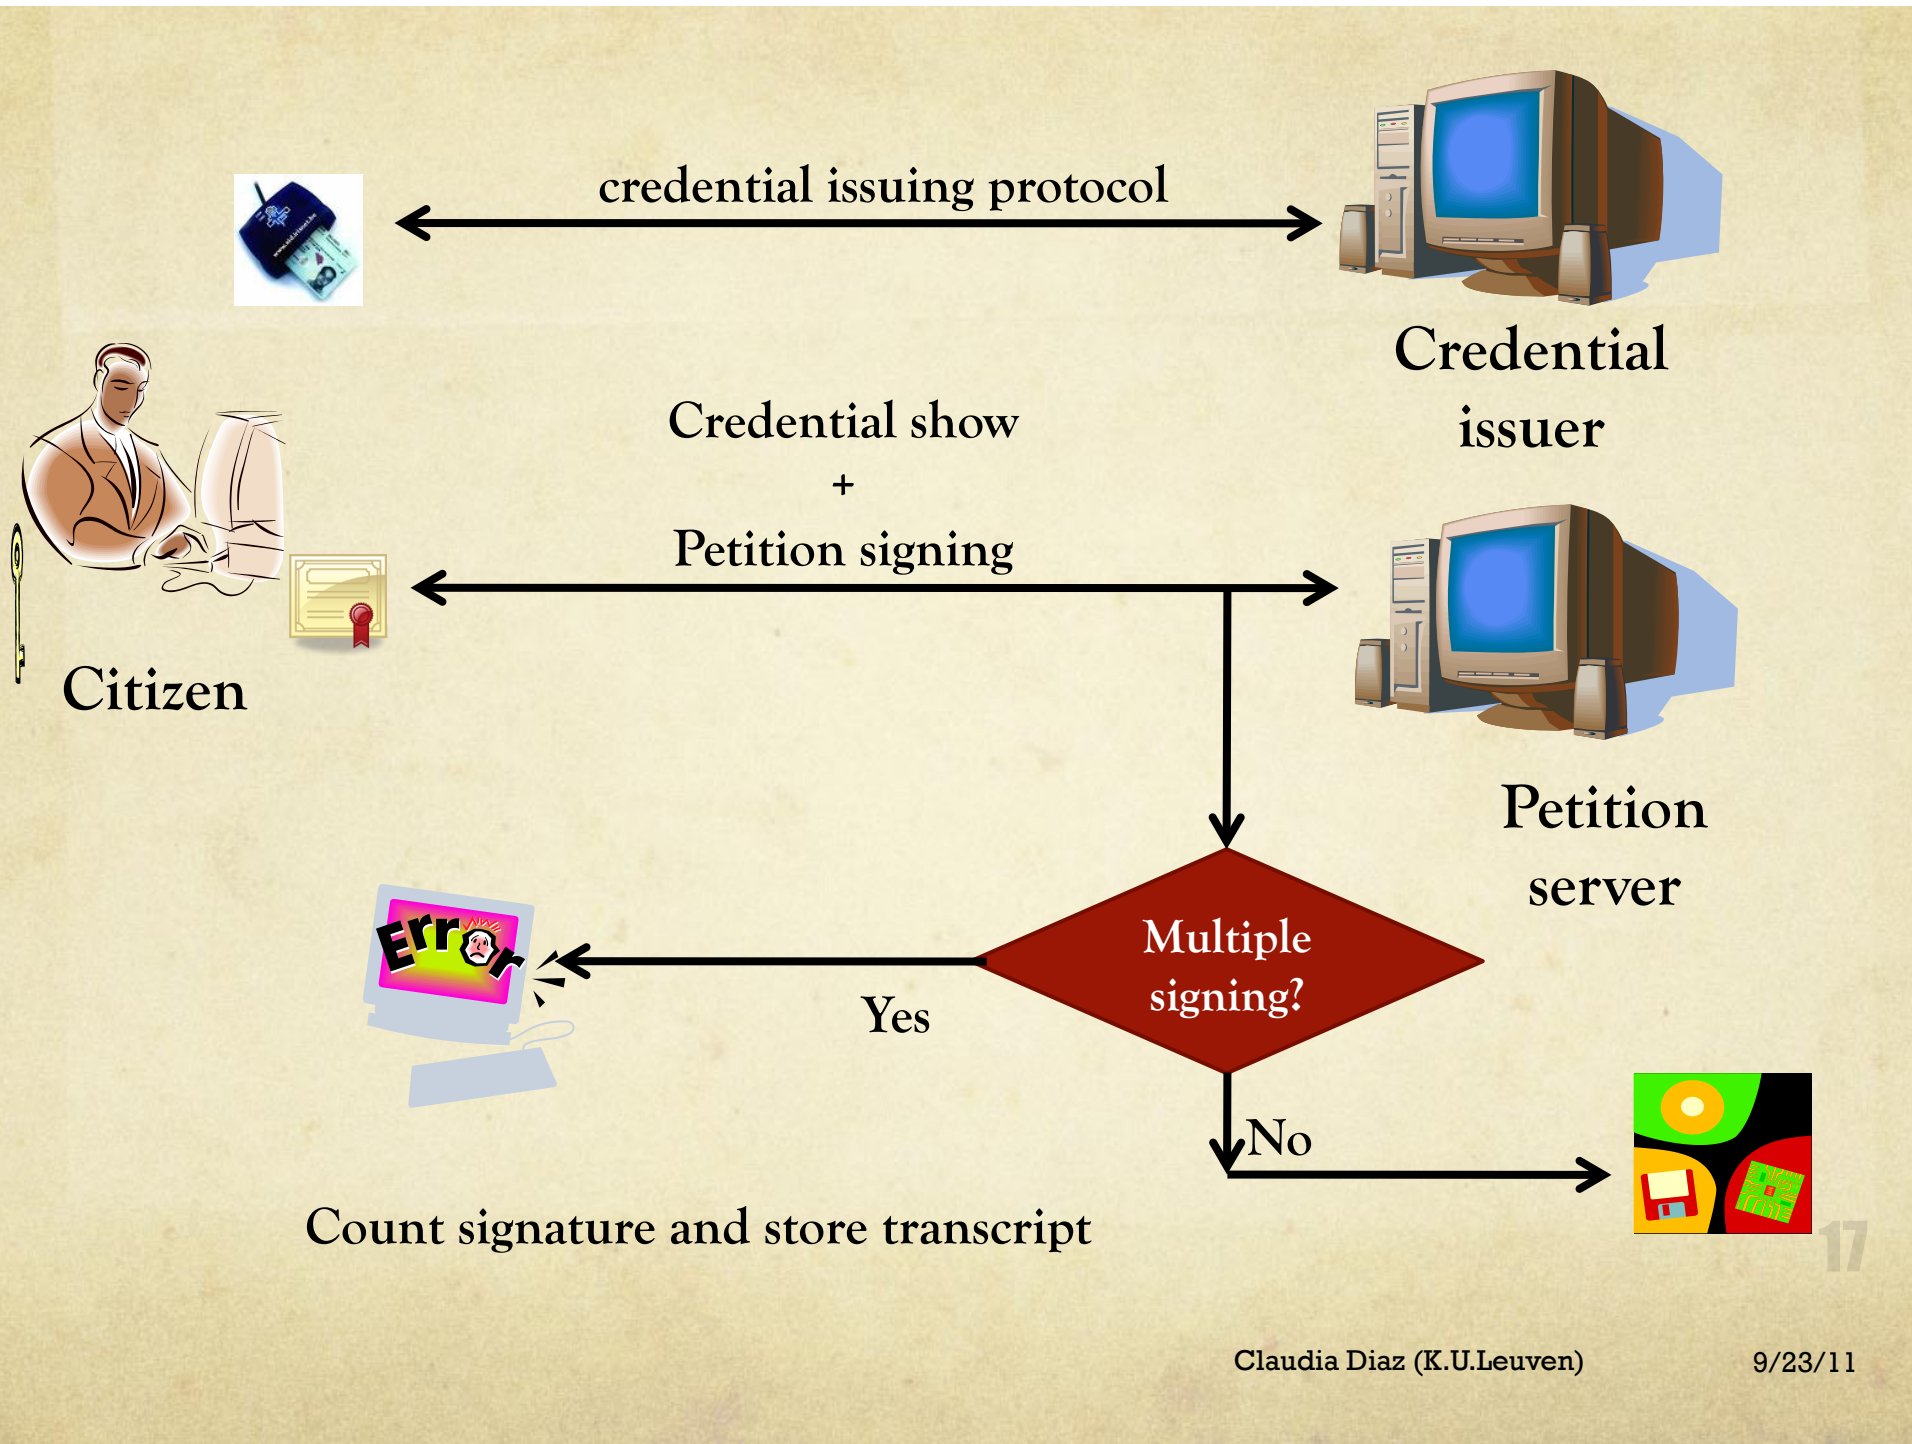 credential issuing protocol
Credential
issuer
Credential show
+
Petition signing
Citizen
Petition
server
Multiple
signing?
Error
Yes
No
Count signature and store transcript
17
Claudia Diaz (K.U.Leuven)
9/23/11